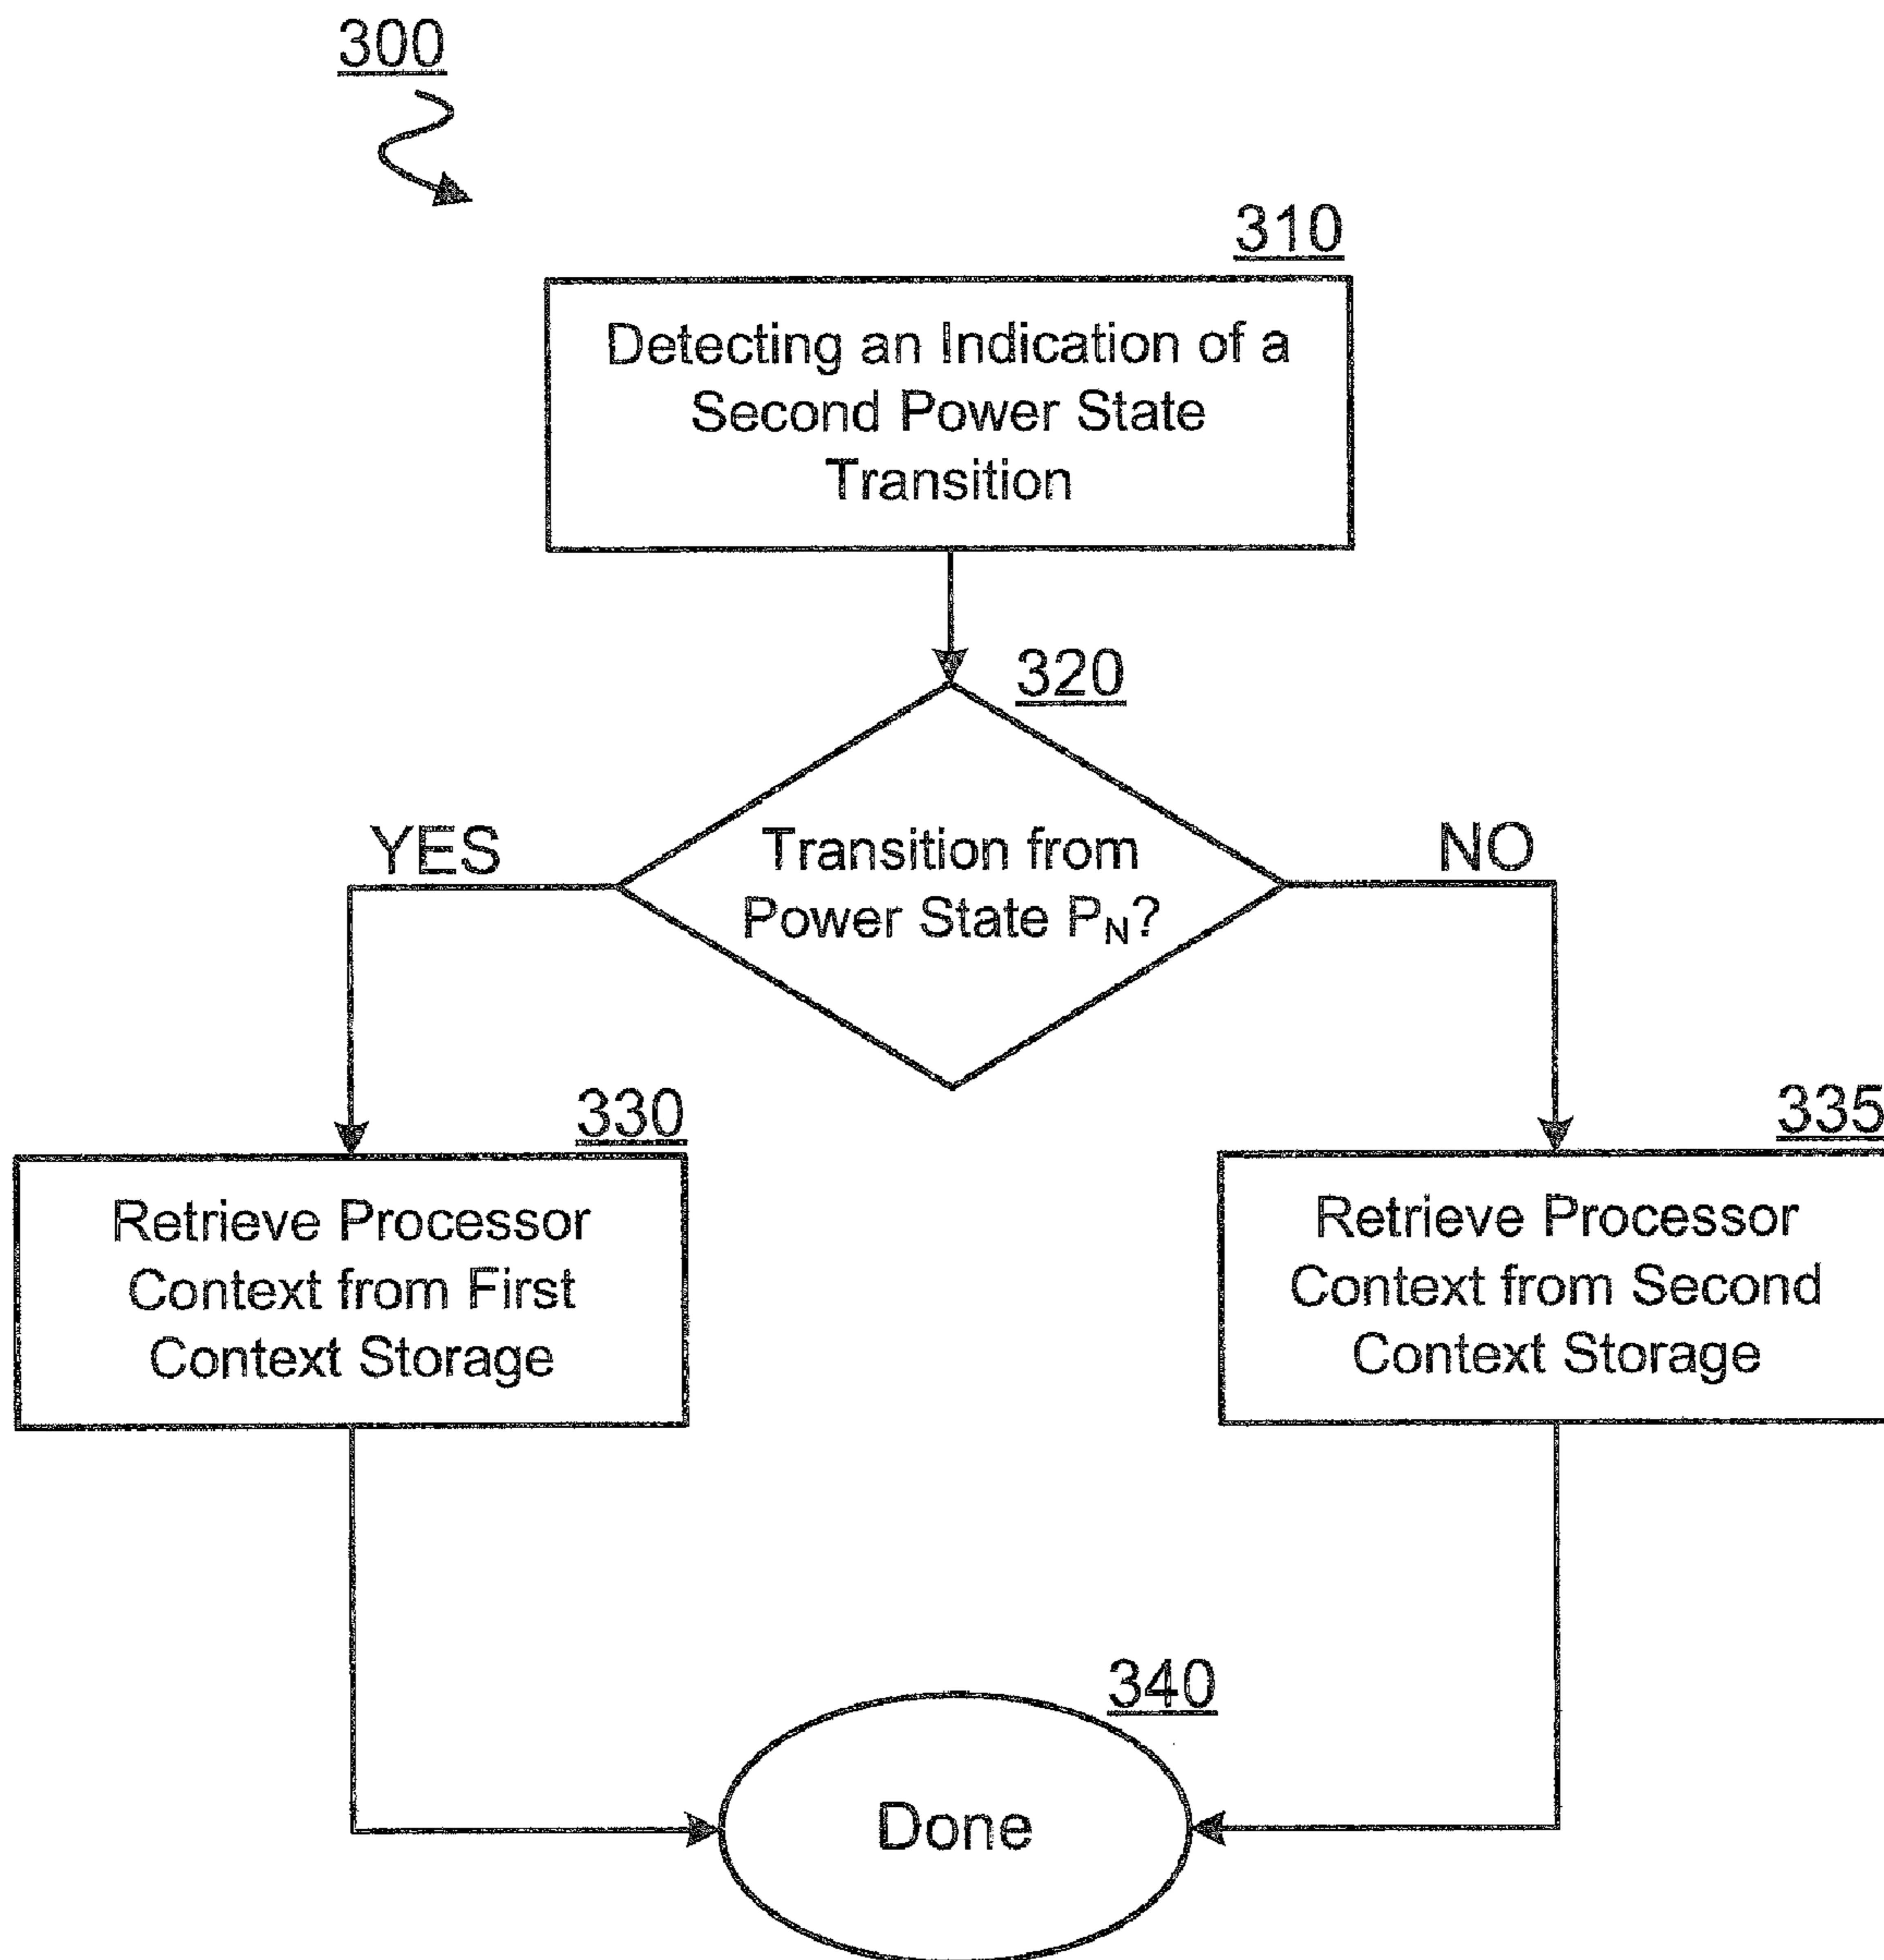 300
310
Detecting an Indication of a
Second Power State
Transition
320
YES
Transition from
Power State P_N?
NO
330
Retrieve Processor
Context from First
Context Storage
335
Retrieve Processor
Context from Second
Context Storage
340
Done